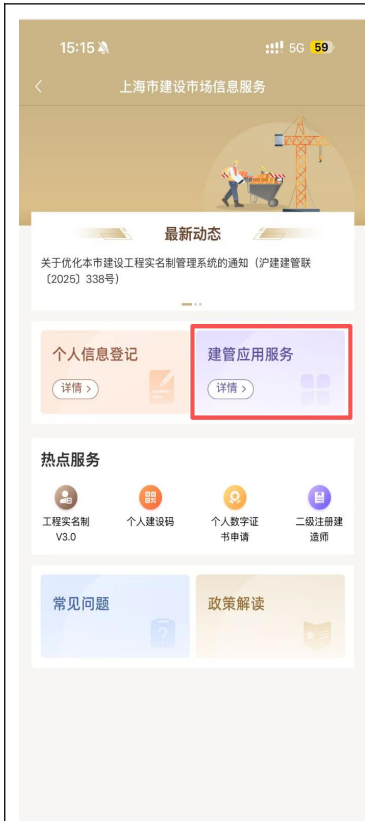 15:15
5G 59
上海市建设市场信息服务
最新动态
关于优化本市建设工程实名制管理系统的通知（沪建建管联
〔2025〕338号）
个人信息登记
详情 >
建管应用服务
详情 >
热点服务
工程实名制
V3.0
个人建设码
个人数字证
书申请
二级注册建
造师
常见问题
政策解读